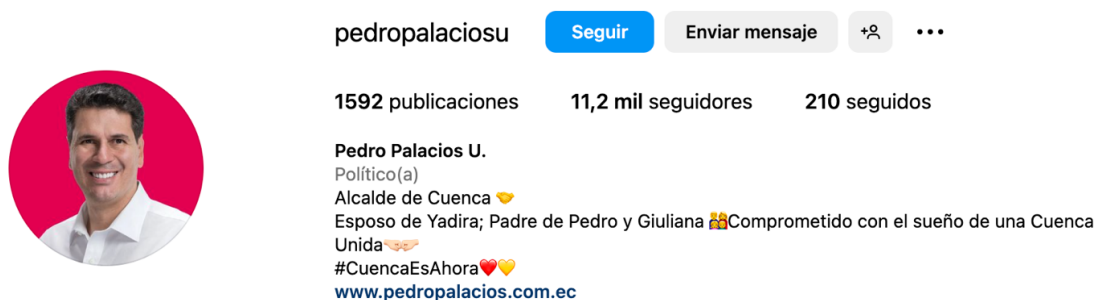 pedropalaciosu Seguir Enviar mensaje
1592 publicaciones 11,2 mil seguidores 210 seguidos
Pedro Palacios U.
Político(a)
Alcalde de Cuenca 🤝
Esposo de Yadira; Padre de Pedro y Giuliana 👨‍👩‍👧‍👦Comprometido con el sueño de una Cuenca
Unida🫱🏻‍🫲🏼
#CuencaEsAhora❤️💛
www.pedropalacios.com.ec